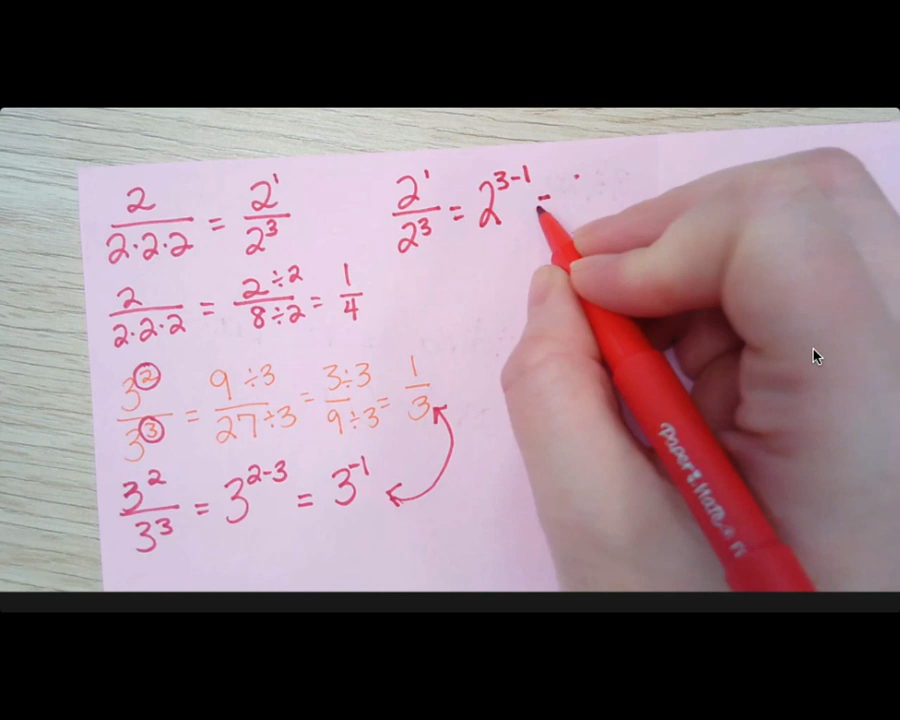 2/(2·2·2) = 2¹/2³
2¹/2³ = 2³⁻¹ -
2/(2·2·2) = (2÷2)/(8÷2) = 1/4
3²/3³ = (9÷3)/(27÷3) = (3÷3)/(9÷3) = 1/3
3²/3³ = 3²⁻³ = 3⁻¹